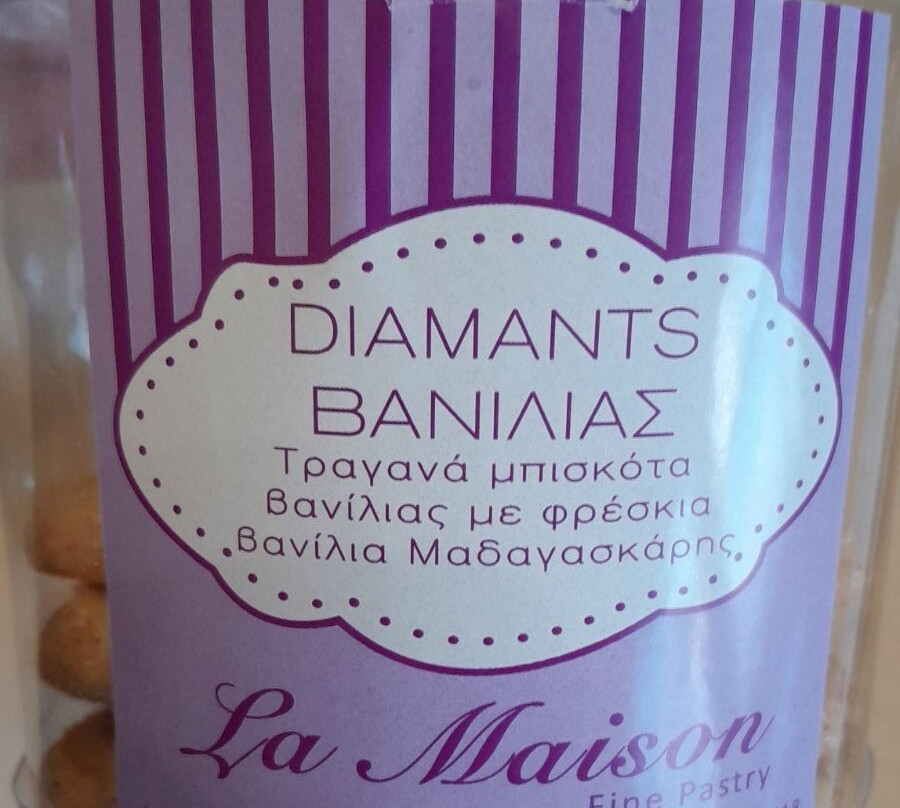 DIAMANTS
ΒΑΝΙΛΙΑΣ
Τραγανά μπισκότα
Βανίλιας με φρέσκια
Βανίλια Μαδαγασκάρης
La Maison
Fine Pastry